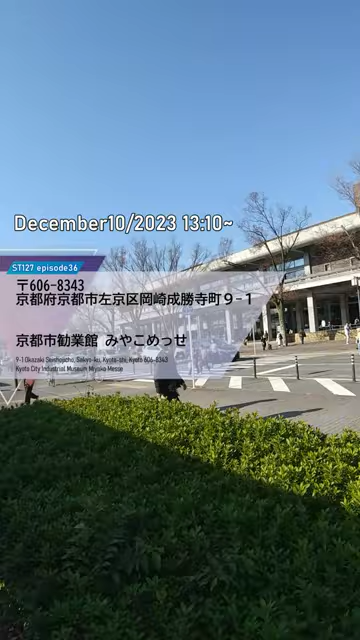 December10/2023 13:10~
ST127 episode36
〒606-8343
京都府京都市左京区岡崎成勝寺町９-１
京都市勧業館 みやこめっせ
9-1 Okazaki Seishojicho, Sakyo-ku, Kyoto-shi, Kyoto 606-8343
Kyoto City Industrial Museum Miyako Messe